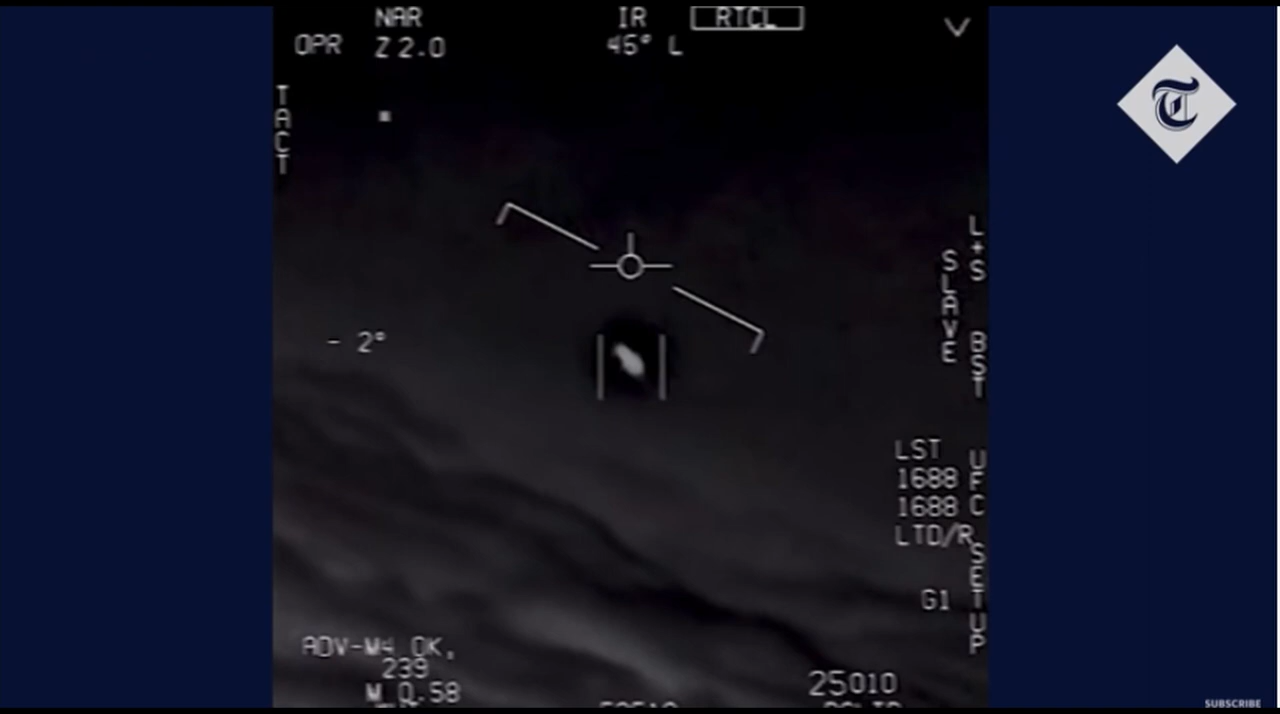 NAR IR RTCL
OPR Z 2.0 45° L
TACT
L+S
SLAVE
- 2°
BST
LST
1688
1688
UFC
LTD/R
SETUP
G1
ADV-M4 OK,
239
M 0.58
25010
T
SUBSCRIBE